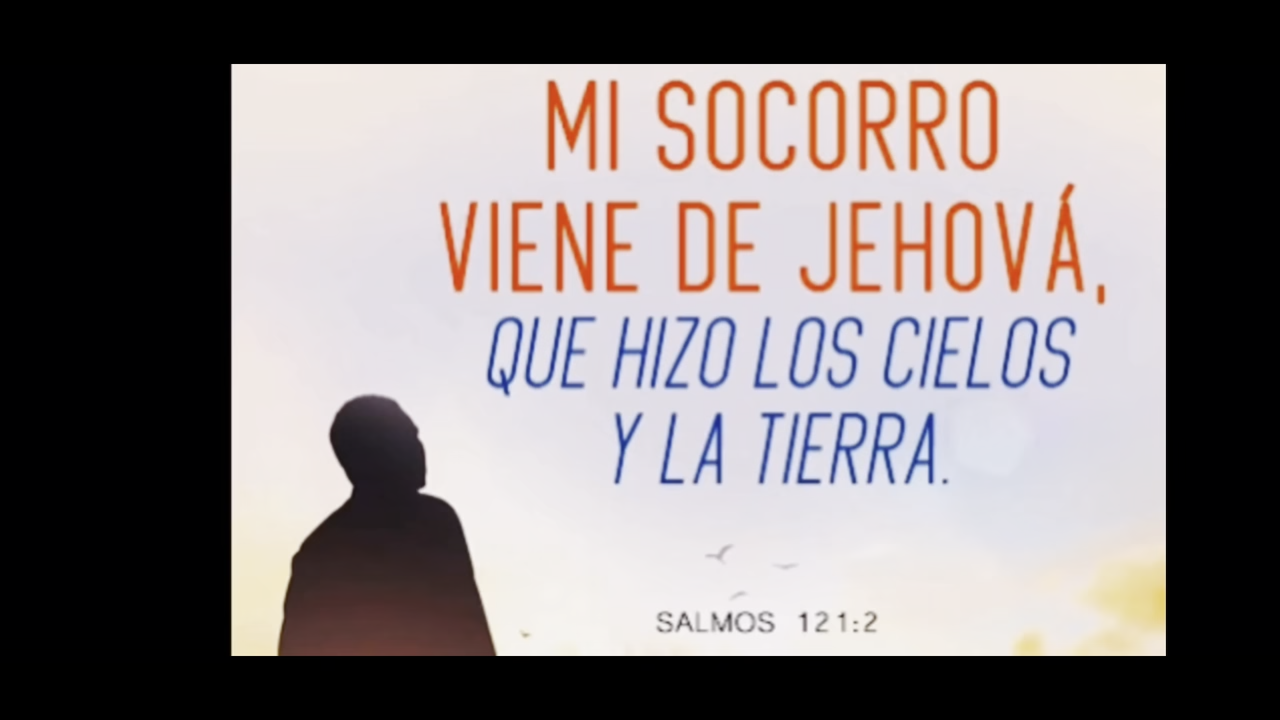 MI SOCORRO
VIENE DE JEHOVÁ,
QUE HIZO LOS CIELOS
Y LA TIERRA.
SALMOS 121:2